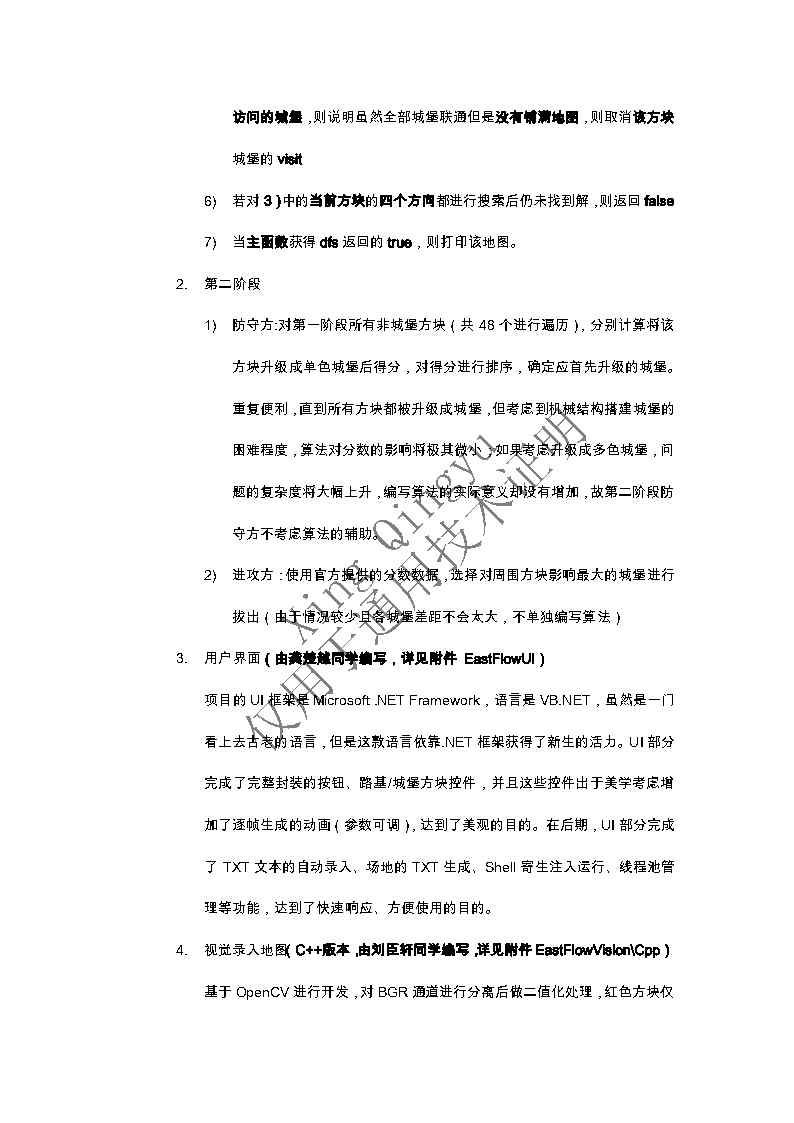 访问的城堡，则说明虽然全部城堡联通但是没有铺满地图，则取消该方块
城堡的 visit
6) 若对 3）中的当前方块的四个方向都进行搜索后仍未找到解，则返回 false
7) 当主函数获得 dfs 返回的 true，则打印该地图。
2. 第二阶段
1) 防守方:对第一阶段所有非城堡方块（共 48 个进行遍历），分别计算将该
方块升级成单色城堡后得分，对得分进行排序，确定应首先升级的城堡。
重复便利，直到所有方块都被升级成城堡，但考虑到机械结构搭建城堡的
困难程度，算法对分数的影响将极其微小；如果考虑升级成多色城堡，问
题的复杂度将大幅上升，编写算法的实际意义却没有增加，故第二阶段防
守方不考虑算法的辅助。
2) 进攻方：使用官方提供的分数数据，选择对周围方块影响最大的城堡进行
拔出（由于情况较少且各城堡差距不会太大，不单独编写算法）
3. 用户界面（由龚楚越同学编写，详见附件 EastFlowUI）
项目的 UI 框架是 Microsoft .NET Framework，语言是 VB.NET，虽然是一门
看上去古老的语言，但是这款语言依靠.NET 框架获得了新生的活力。UI 部分
完成了完整封装的按钮、路基/城堡方块控件，并且这些控件出于美学考虑增
加了逐帧生成的动画（参数可调），达到了美观的目的。在后期，UI 部分完成
了 TXT 文本的自动录入、场地的 TXT 生成、Shell 寄生注入运行、线程池管
理等功能，达到了快速响应、方便使用的目的。
4. 视觉录入地图（C++版本，由刘臣轩同学编写，详见附件 EastFlowVision\Cpp）
基于 OpenCV 进行开发，对 BGR 通道进行分离后做二值化处理，红色方块仅
Xing Qingyu
仅用于通用技术证明